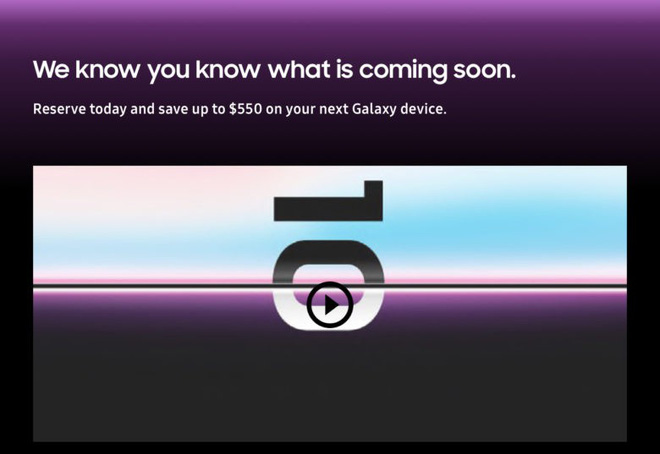 We know you know what is coming soon.
Reserve today and save up to $550 on your next Galaxy device.
10